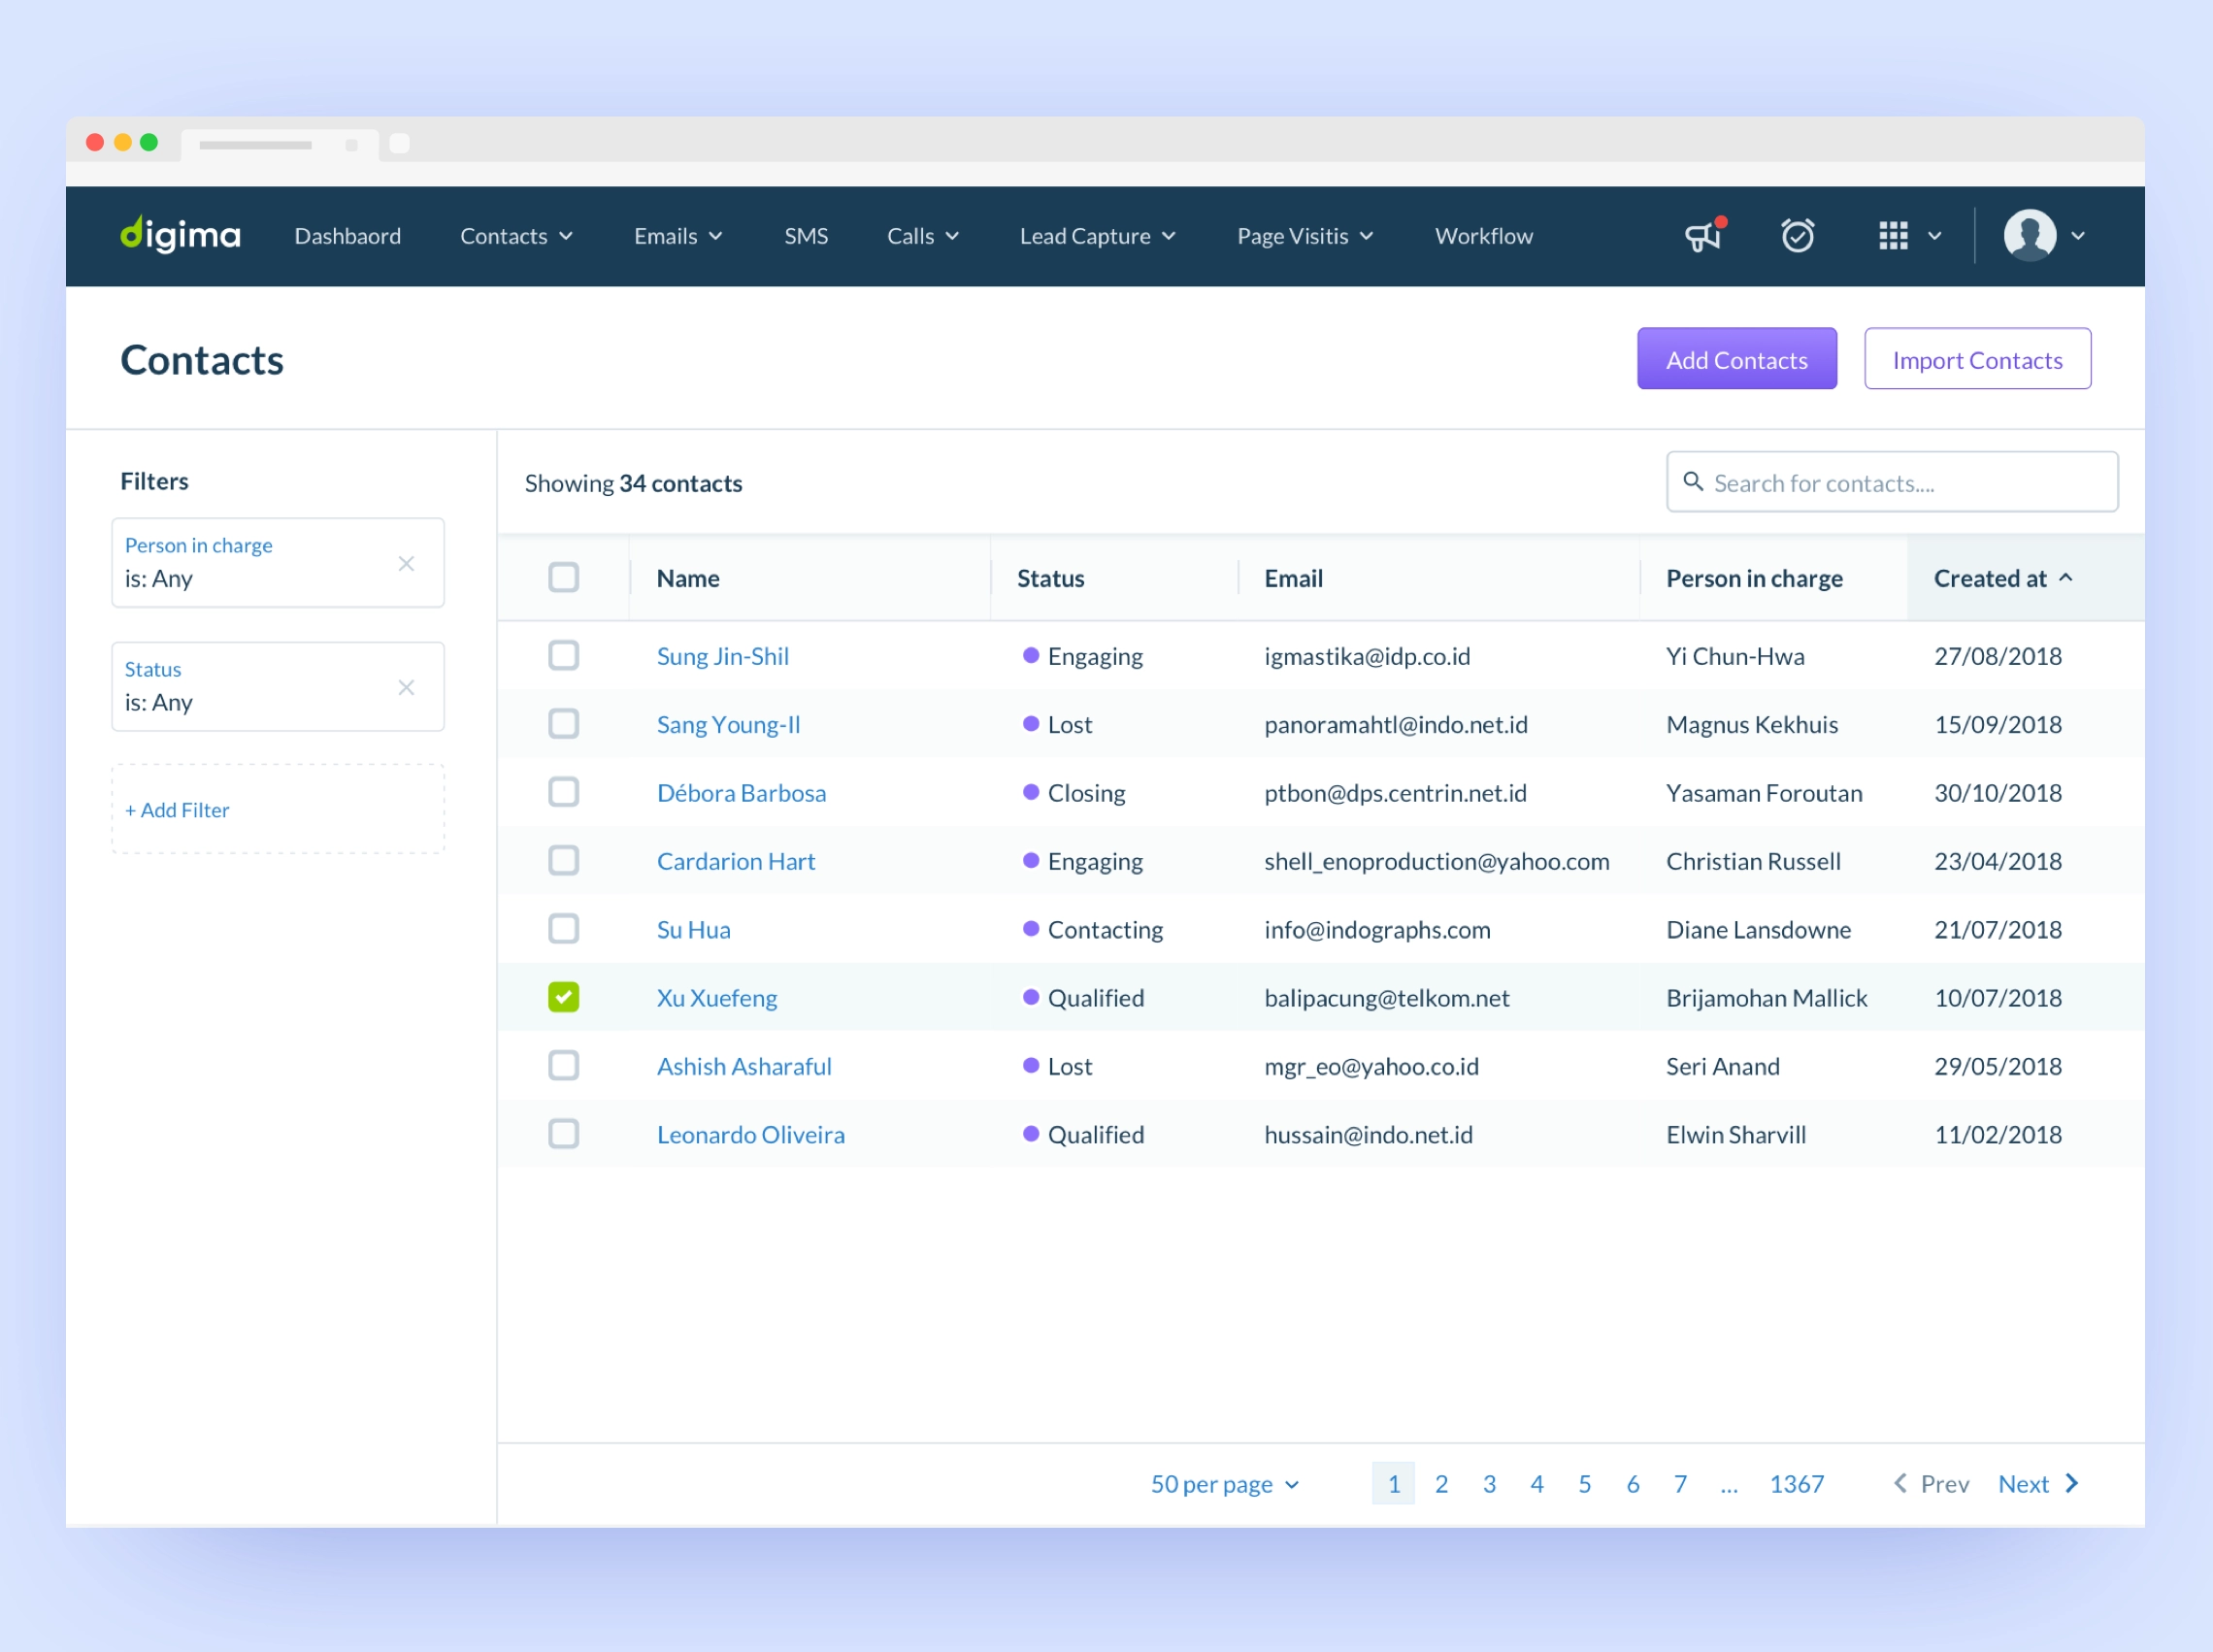 digima Dashbaord Contacts Emails SMS Calls Lead Capture Page Visitis Workflow
Contacts
Add Contacts Import Contacts
Filters
Person in charge
is: Any
Status
is: Any
+ Add Filter
Showing 34 contacts
Search for contacts....
Name Status Email Person in charge Created at
Sung Jin-Shil Engaging igmastika@idp.co.id Yi Chun-Hwa 27/08/2018
Sang Young-Il Lost panoramahtl@indo.net.id Magnus Kekhuis 15/09/2018
Débora Barbosa Closing ptbon@dps.centrin.net.id Yasaman Foroutan 30/10/2018
Cardarion Hart Engaging shell_enoproduction@yahoo.com Christian Russell 23/04/2018
Su Hua Contacting info@indographs.com Diane Lansdowne 21/07/2018
Xu Xuefeng Qualified balipacung@telkom.net Brijamohan Mallick 10/07/2018
Ashish Asharaful Lost mgr_eo@yahoo.co.id Seri Anand 29/05/2018
Leonardo Oliveira Qualified hussain@indo.net.id Elwin Sharvill 11/02/2018
50 per page 1 2 3 4 5 6 7 ... 1367 Prev Next